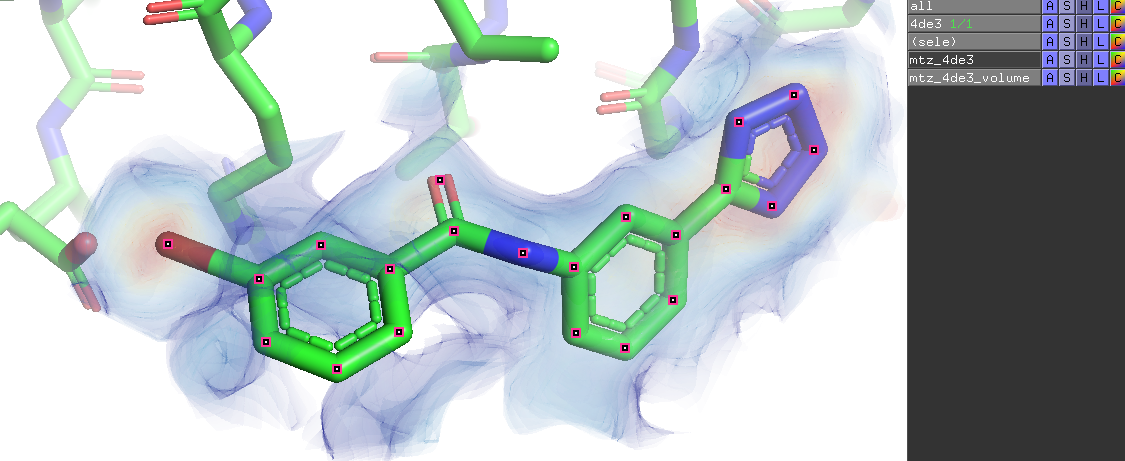 all A S H L C
4de3 1/1 A S H L C
(sele) A S H L C
mtz_4de3 A S H L C
mtz_4de3_volume A S H L C